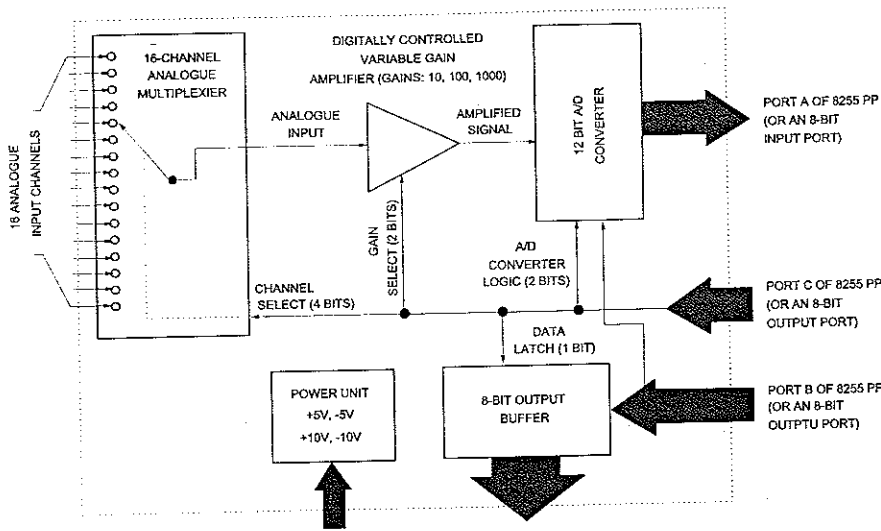 16-CHANNEL
ANALOGUE
MULTIPLEXIER
DIGITALLY CONTROLLED
VARIABLE GAIN
AMPLIFIER (GAINS: 10, 100, 1000)
ANALOGUE
INPUT
AMPLIFIED
SIGNAL
12 BIT A/D
CONVERTER
PORT A OF 8255 PP
(OR AN 8-BIT
INPUT PORT)
16 ANALOGUE
INPUT CHANNELS
GAIN
SELECT (2 BITS)
A/D
CONVERTER
LOGIC (2 BITS)
CHANNEL
SELECT (4 BITS)
PORT C OF 8255 PP
(OR AN 8-BIT
OUTPUT PORT)
DATA
LATCH (1 BIT)
POWER UNIT
+5V, -5V
+10V, -10V
8-BIT OUTPUT
BUFFER
PORT B OF 8255 PP
(OR AN 8-BIT
OUTPTU PORT)